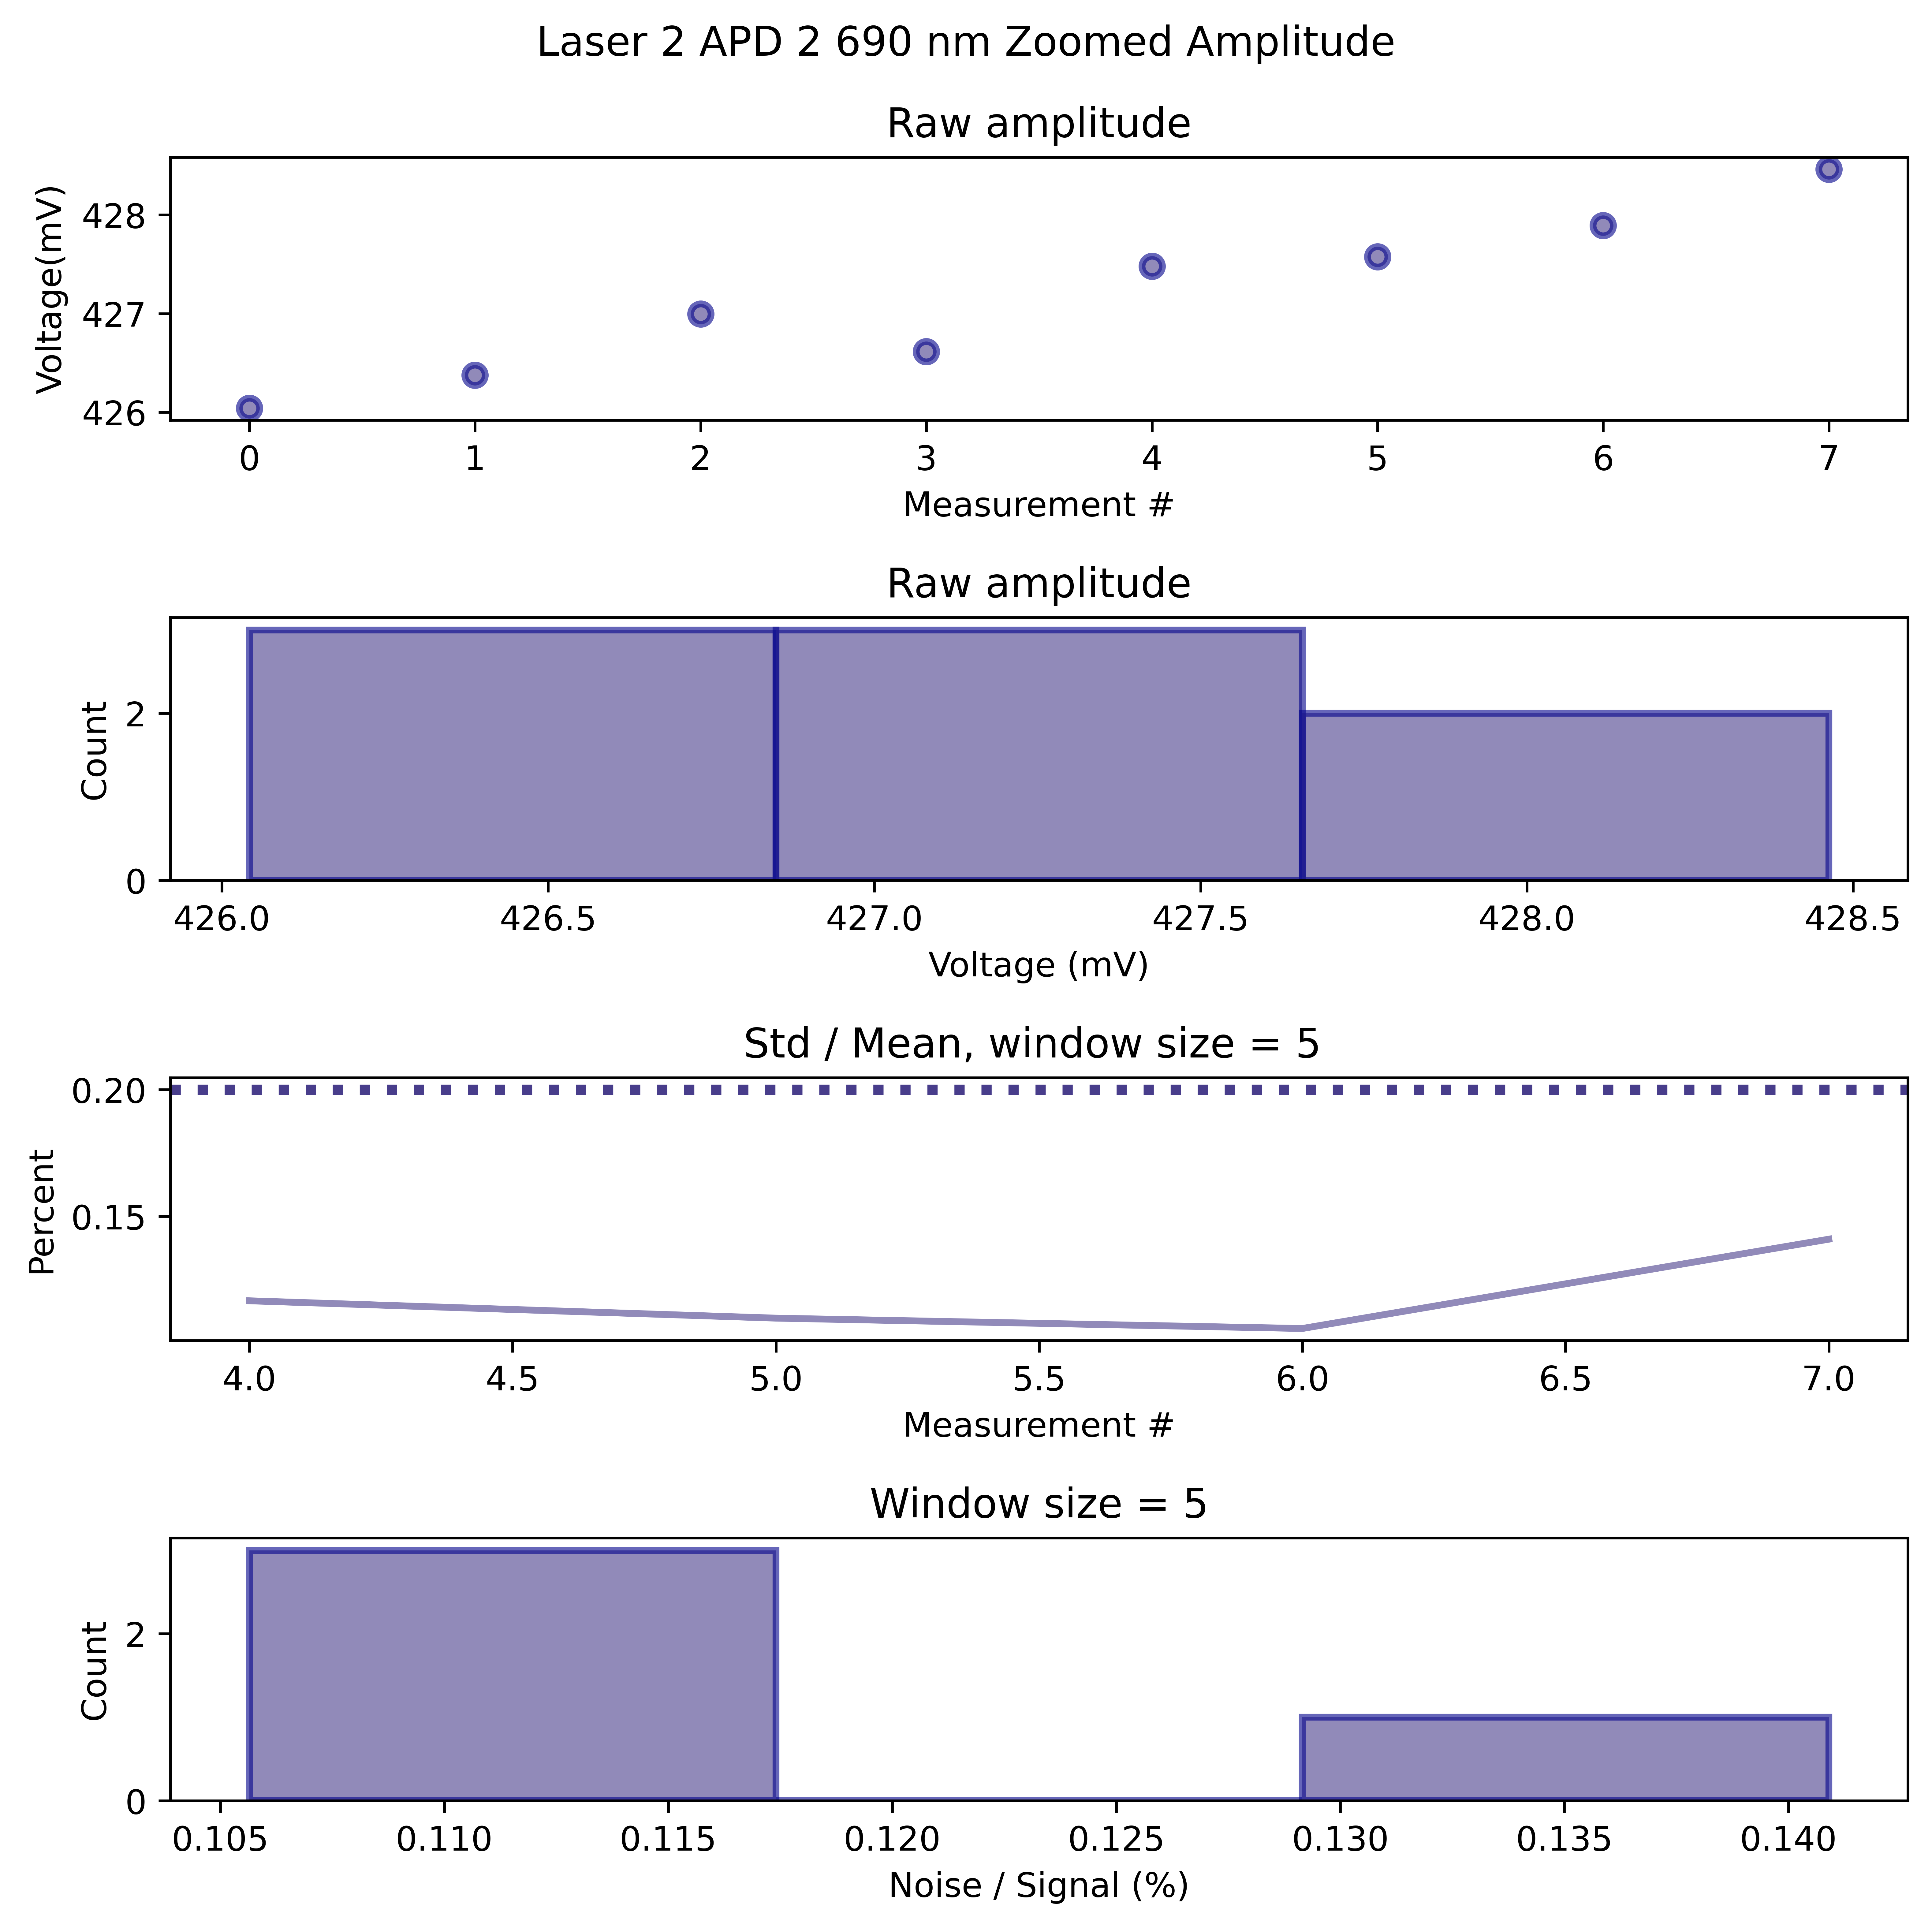 Laser 2 APD 2 690 nm Zoomed Amplitude
Raw amplitude
Voltage(mV)
428
427
426
0 1 2 3 4 5 6 7
Measurement #
Raw amplitude
Count
2
0
426.0 426.5 427.0 427.5 428.0 428.5
Voltage (mV)
Std / Mean, window size = 5
Percent
0.20
0.15
4.0 4.5 5.0 5.5 6.0 6.5 7.0
Measurement #
Window size = 5
Count
2
0
0.105 0.110 0.115 0.120 0.125 0.130 0.135 0.140
Noise / Signal (%)